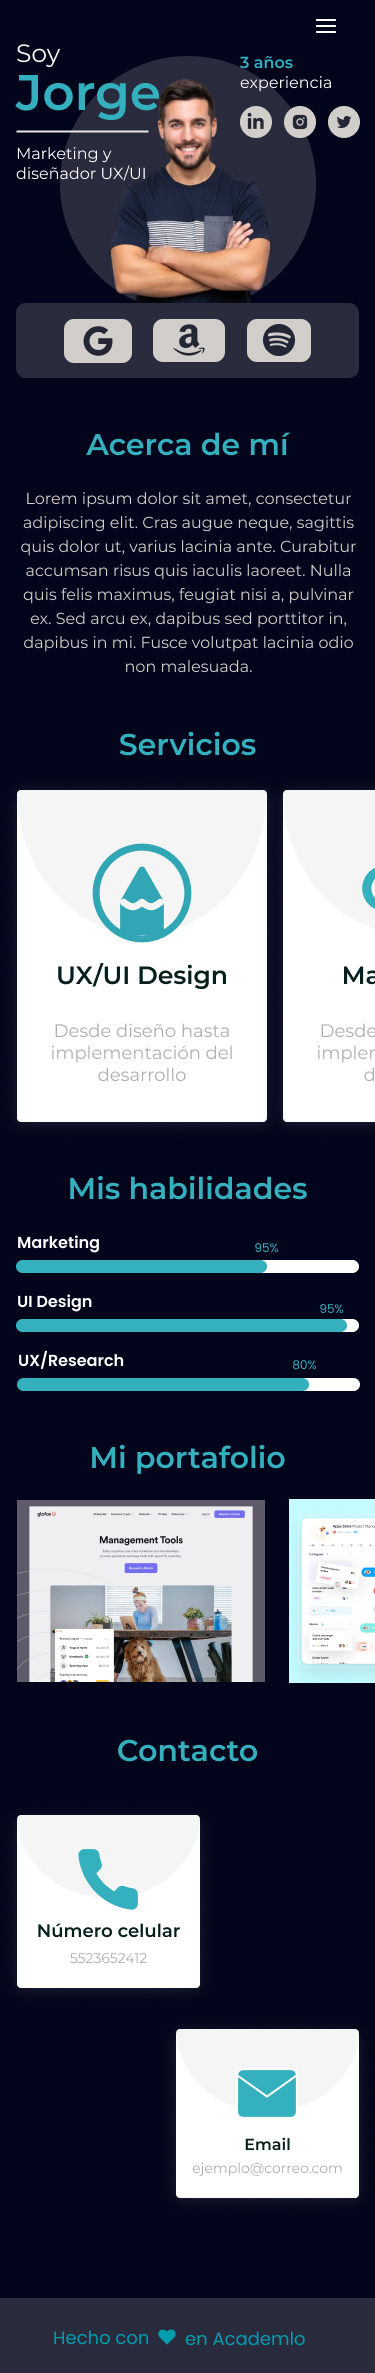 Soy
Jorge
3 años
experiencia
Marketing y
diseñador UX/UI
Acerca de mí
Lorem ipsum dolor sit amet, consectetur
adipiscing elit. Cras augue neque, sagittis
quis dolor ut, varius lacinia ante. Curabitur
accumsan risus quis iaculis laoreet. Nulla
quis felis maximus, feugiat nisi a, pulvinar
ex. Sed arcu ex, dapibus sed porttitor in,
dapibus in mi. Fusce volutpat lacinia odio
non malesuada.
Servicios
UX/UI Design
Desde diseño hasta
implementación del
desarrollo
Ma
Desde
impler
d
Mis habilidades
Marketing
95%
UI Design
95%
UX/Research
80%
Mi portafolio
glofox
Management Tools
Contacto
Número celular
5523652412
Email
ejemplo@correo.com
Hecho con en Academlo